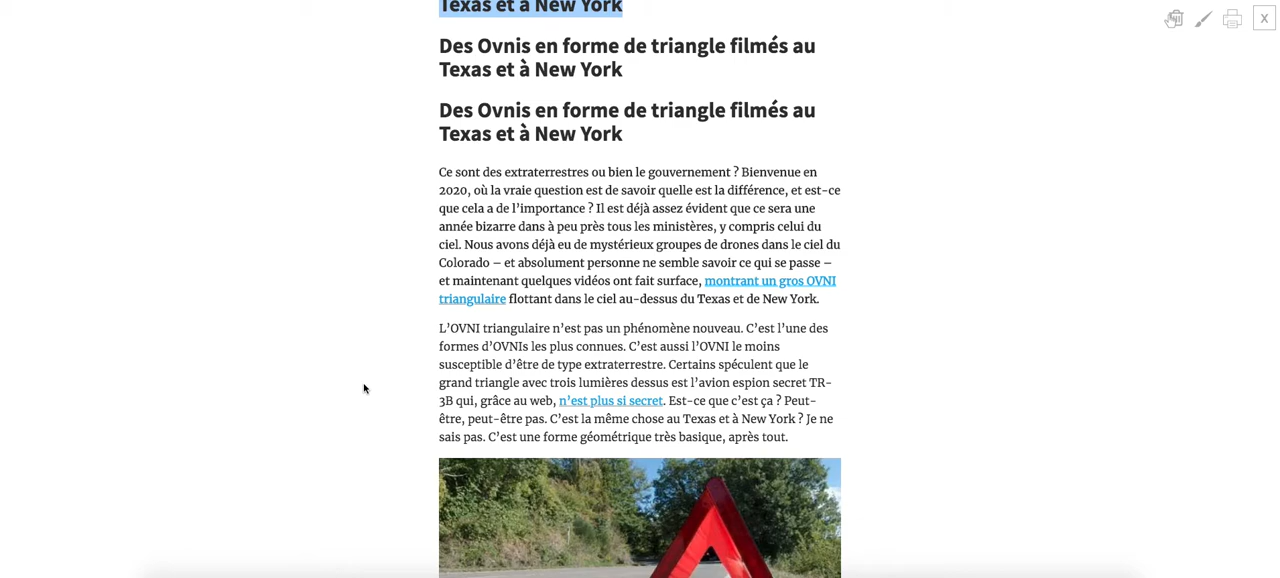 Texas et à New York
Des Ovnis en forme de triangle filmés au
Texas et à New York
Des Ovnis en forme de triangle filmés au
Texas et à New York
Ce sont des extraterrestres ou bien le gouvernement ? Bienvenue en
2020, où la vraie question est de savoir quelle est la différence, et est-ce
que cela a de l’importance ? Il est déjà assez évident que ce sera une
année bizarre dans à peu près tous les ministères, y compris celui du
ciel. Nous avons déjà eu de mystérieux groupes de drones dans le ciel du
Colorado – et absolument personne ne semble savoir ce qui se passe –
et maintenant quelques vidéos ont fait surface, montrant un gros OVNI
triangulaire flottant dans le ciel au-dessus du Texas et de New York.
L’OVNI triangulaire n’est pas un phénomène nouveau. C’est l’une des
formes d’OVNIs les plus connues. C’est aussi l’OVNI le moins
susceptible d’être de type extraterrestre. Certains spéculent que le
grand triangle avec trois lumières dessus est l’avion espion secret TR-
3B qui, grâce au web, n’est plus si secret. Est-ce que c’est ça ? Peut-
être, peut-être pas. C’est la même chose au Texas et à New York ? Je ne
sais pas. C’est une forme géométrique très basique, après tout.